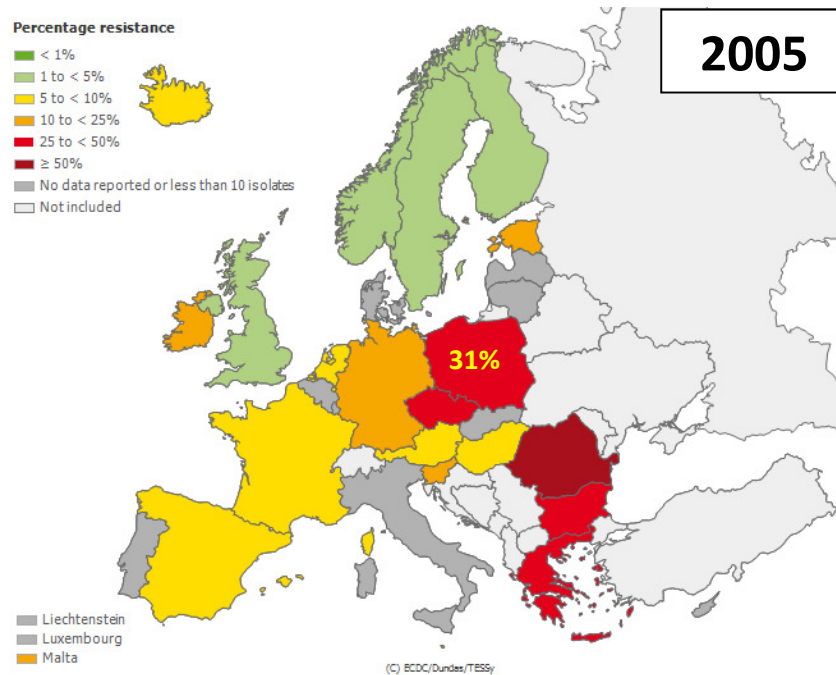 Percentage resistance
< 1%
1 to < 5%
5 to < 10%
10 to < 25%
25 to < 50%
≥ 50%
No data reported or less than 10 isolates
Not included
2005
31%
Liechtenstein
Luxembourg
Malta
(C) ECDC/Dundas/TESSy